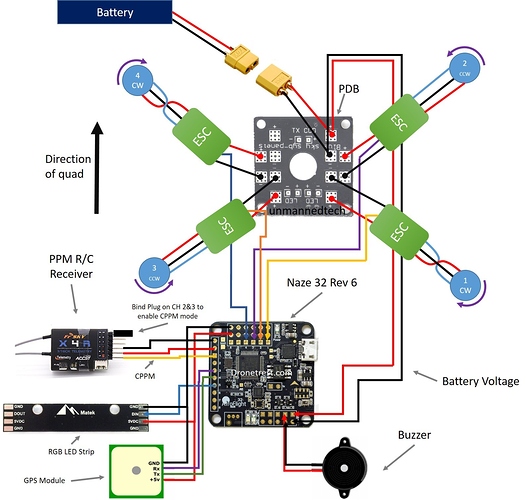 Battery
4
CW
2
CCW
PDB
ESC
ESC
TX CLI
unmannedtech
Direction
of quad
ESC
ESC
3
CCW
1
CW
PPM R/C
Receiver
Bind Plug on CH 2&3 to
enable CPPM mode
Naze 32 Rev 6
FrSKY
X4R
ACCST
CPPM
Dronetrest.com
Battery Voltage
GND
DOUT
5VDC
GND
Matek
GND
DIN
5VDC
GND
RGB LED Strip
Buzzer
GPS Module
GND
Rx
Tx
+5v